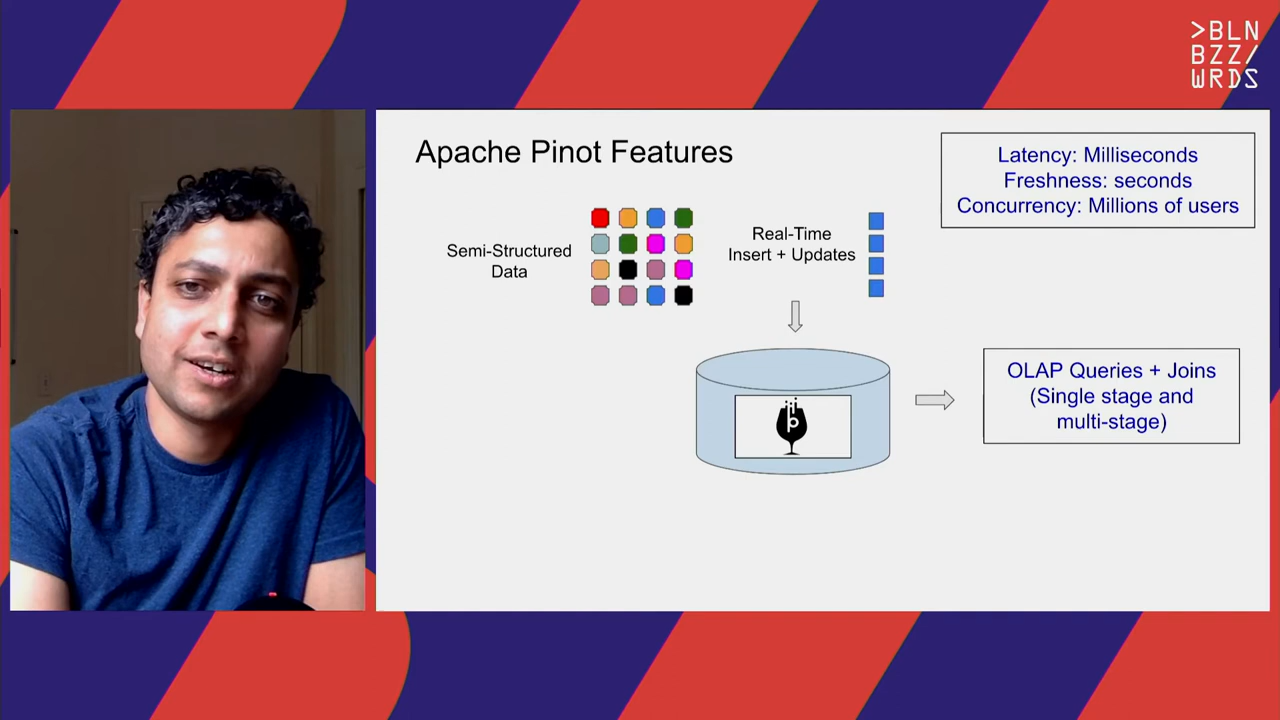 >BLN
BZZ/
WRDS
Apache Pinot Features
Latency: Milliseconds
Freshness: seconds
Concurrency: Millions of users
Semi-Structured
Data
Real-Time
Insert + Updates
p
OLAP Queries + Joins
(Single stage and
multi-stage)